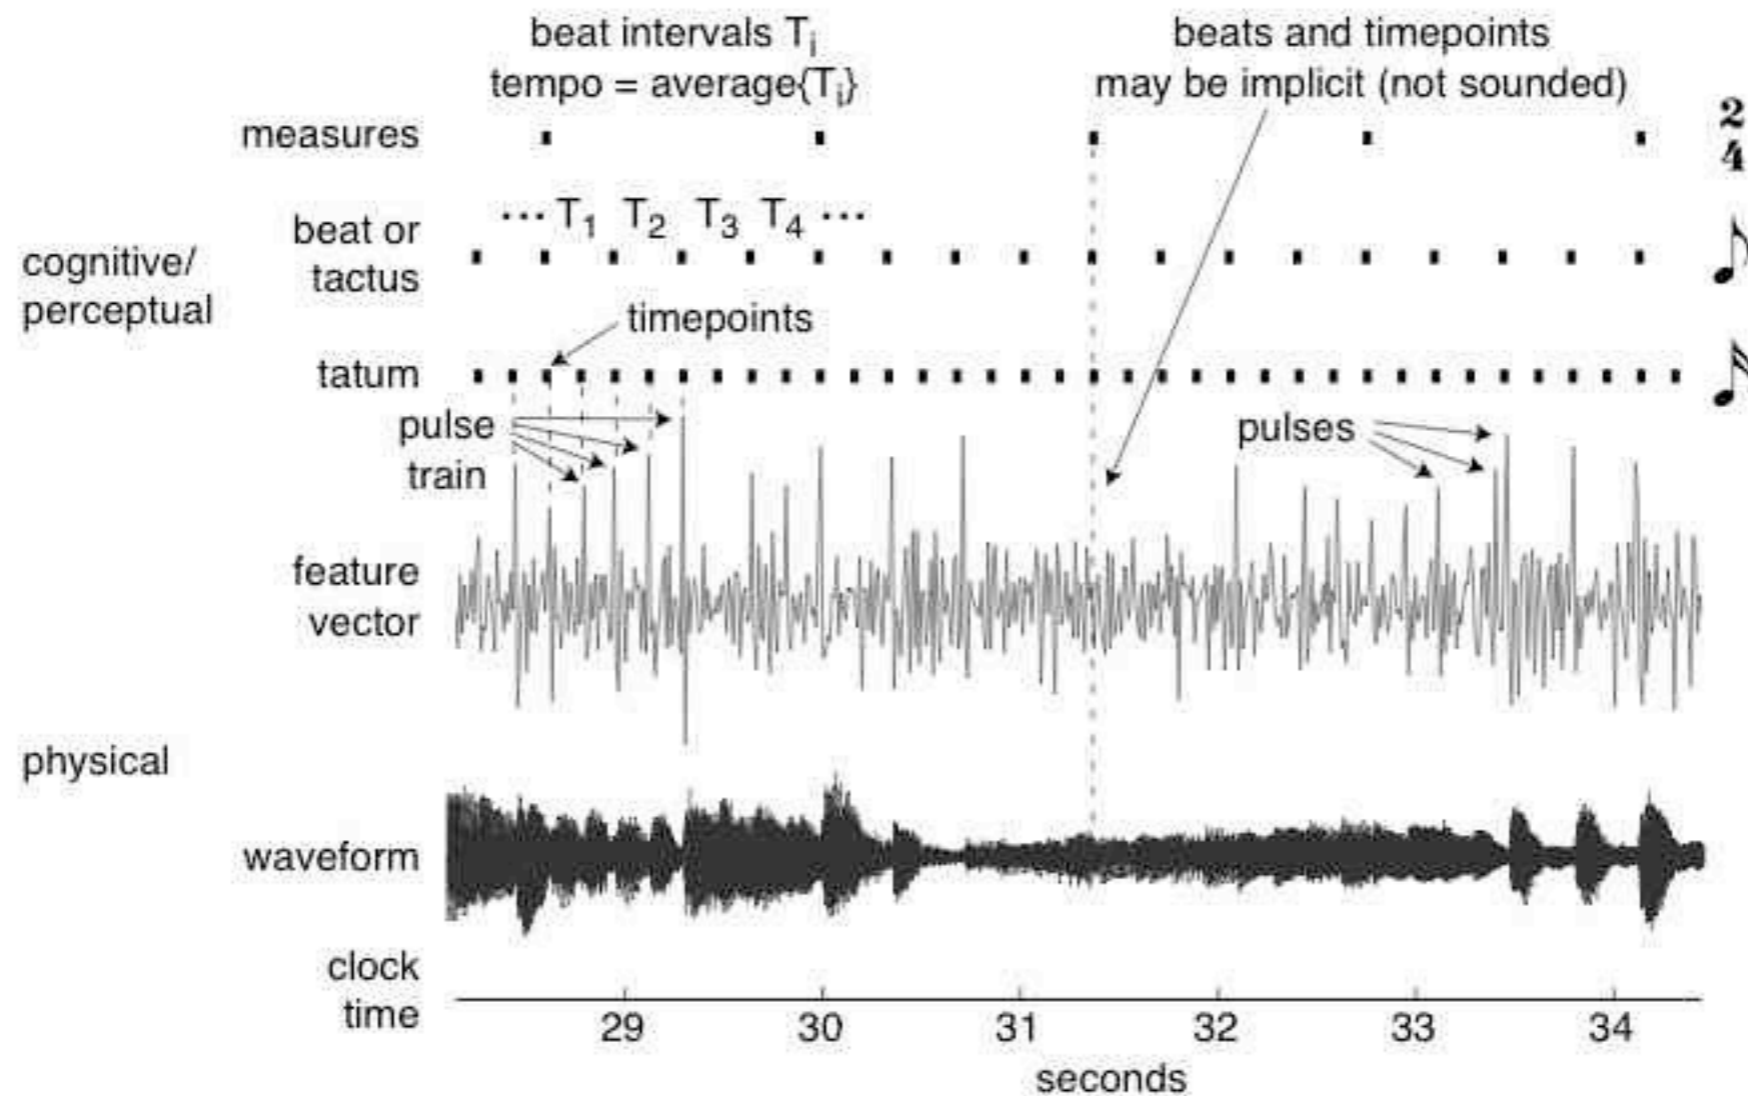 beat intervals Ti
tempo = average{Ti}
beats and timepoints
may be implicit (not sounded)
measures
2
4
··· T1 T2 T3 T4 ···
beat or
tactus
cognitive/
perceptual
timepoints
tatum
pulse
train
pulses
feature
vector
physical
waveform
clock
time
29 30 31 32 33 34
seconds